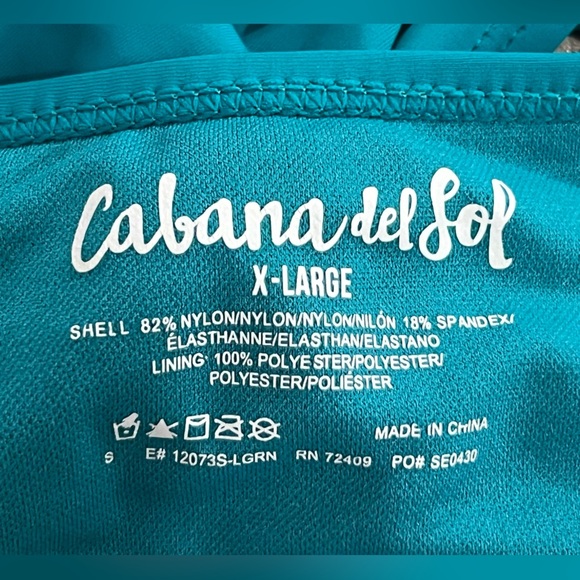 Cabana del Sol
X-LARGE
SHELL 82% NYLON/NYLON/NYLON/NILÓN 18% SPANDEX/
ÉLASTHANNE/ELASTHAN/ELASTANO
LINING 100% POLYESTER/POLYESTER/
POLYESTER/POLIÉSTER
MADE IN CHINA
S E# 12073S-LGRN RN 72409 PO# SE0430